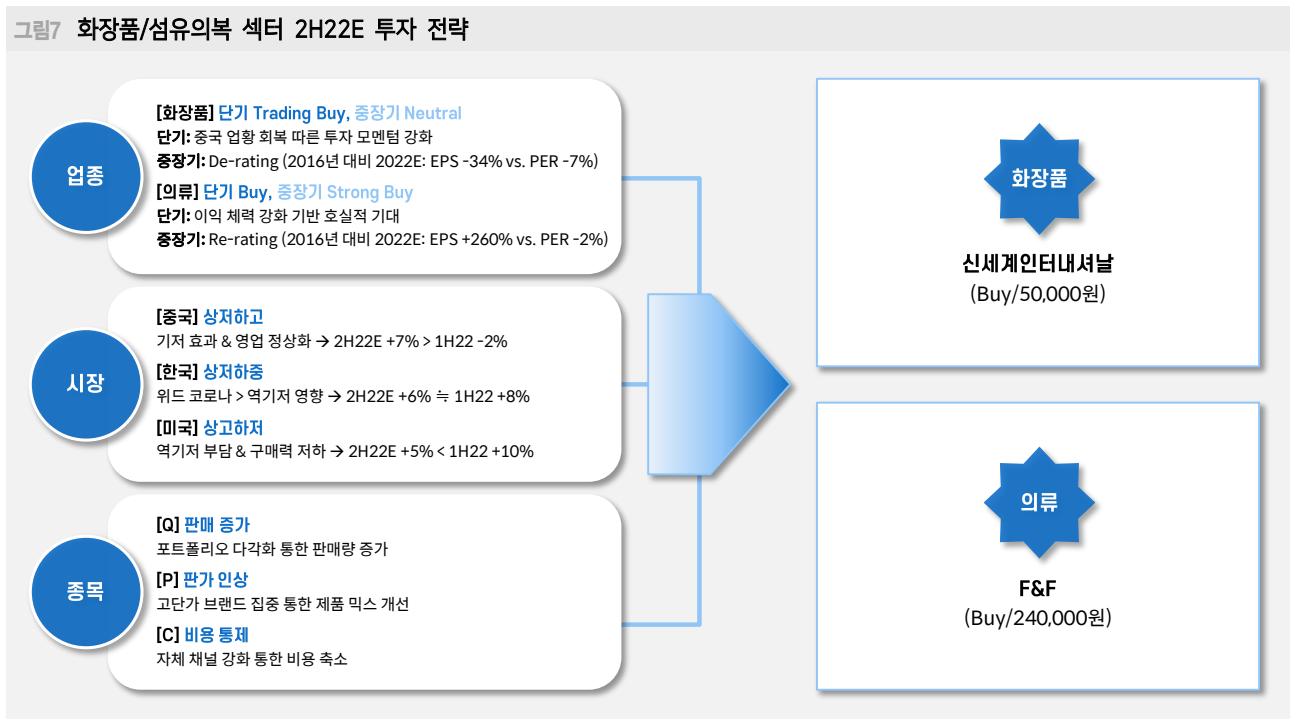 그림7 화장품/섬유의복 섹터 2H22E 투자 전략
업종
[화장품] 단기 Trading Buy, 중장기 Neutral
단기: 중국 업황 회복 따른 투자 모멘텀 강화
중장기: De-rating (2016년 대비 2022E: EPS -34% vs. PER -7%)
[의류] 단기 Buy, 중장기 Strong Buy
단기: 이익 체력 강화 기반 호실적 기대
중장기: Re-rating (2016년 대비 2022E: EPS +260% vs. PER -2%)
시장
[중국] 상저하고
기저 효과 & 영업 정상화 → 2H22E +7% > 1H22 -2%
[한국] 상저하중
위드 코로나 > 역기저 영향 → 2H22E +6% ≒ 1H22 +8%
[미국] 상고하저
역기저 부담 & 구매력 저하 → 2H22E +5% < 1H22 +10%
종목
[Q] 판매 증가
포트폴리오 다각화 통한 판매량 증가
[P] 판가 인상
고단가 브랜드 집중 통한 제품 믹스 개선
[C] 비용 통제
자체 채널 강화 통한 비용 축소
화장품
신세계인터내셔날
(Buy/50,000원)
의류
F&F
(Buy/240,000원)